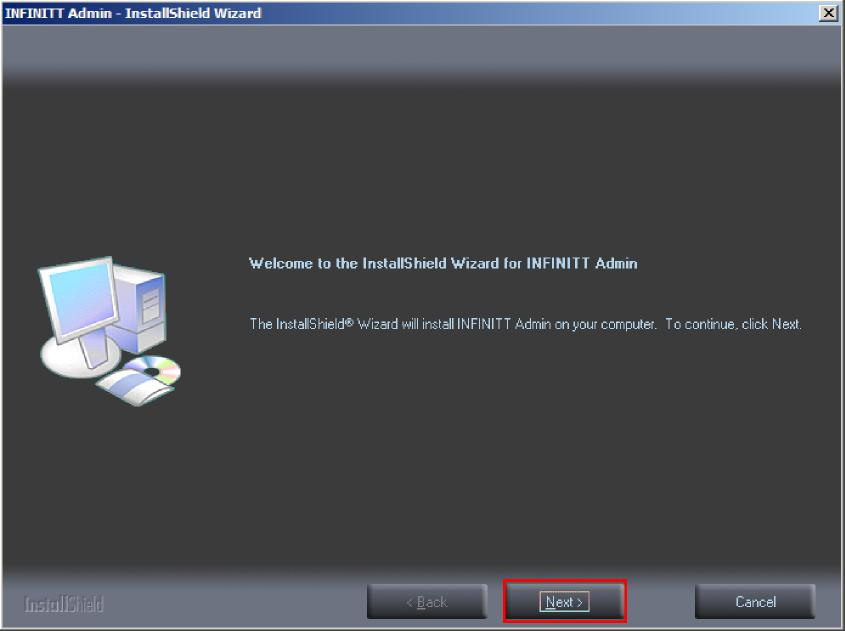 INFINITT Admin - InstallShield Wizard
Welcome to the InstallShield Wizard for INFINITT Admin
The InstallShield® Wizard will install INFINITT Admin on your computer.  To continue, click Next.
InstallShield
< Back
Next >
Cancel